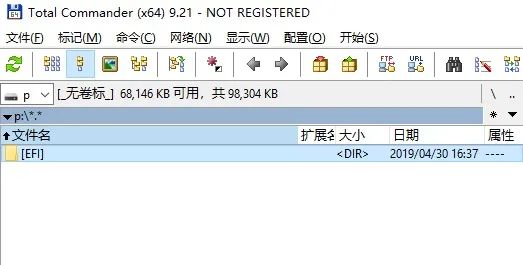 Total Commander (x64) 9.21 - NOT REGISTERED
文件(F) 标记(M) 命令(C) 网络(N) 显示(W) 配置(O) 开始(S)
FTP URL
p [_无卷标_] 68,146 KB 可用，共 98,304 KB \ ..
p:\*.* * 
文件名 扩展名 大小 日期 属性
[EFI] <DIR> 2019/04/30 16:37 ----